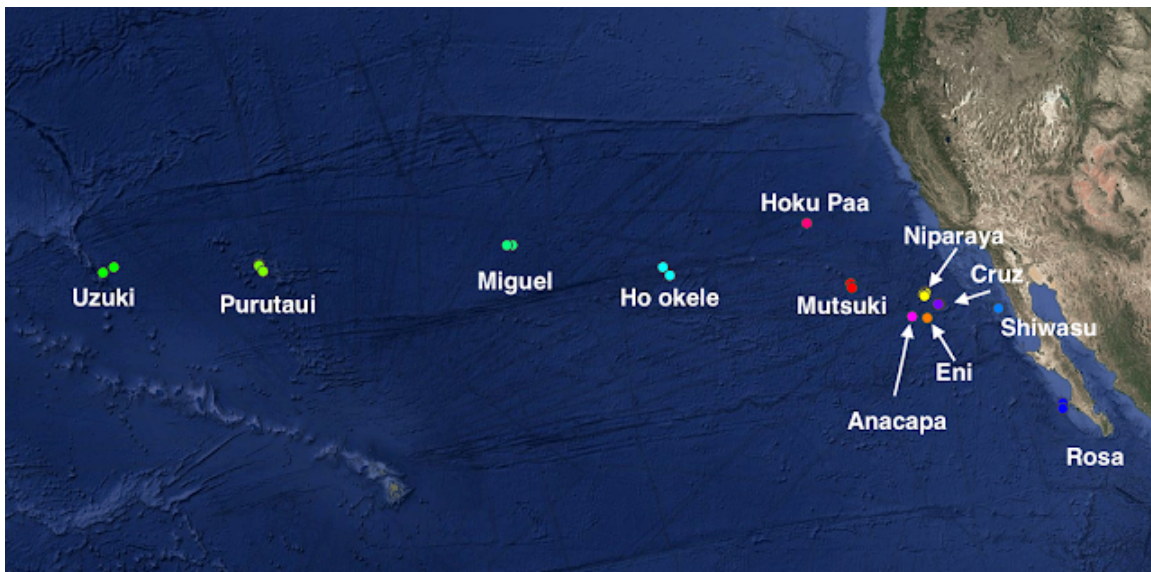 Hoku Paa
Niparaya
Cruz
Uzuki
Purutaui
Miguel
Ho okele
Mutsuki
Shiwasu
Eni
Anacapa
Rosa